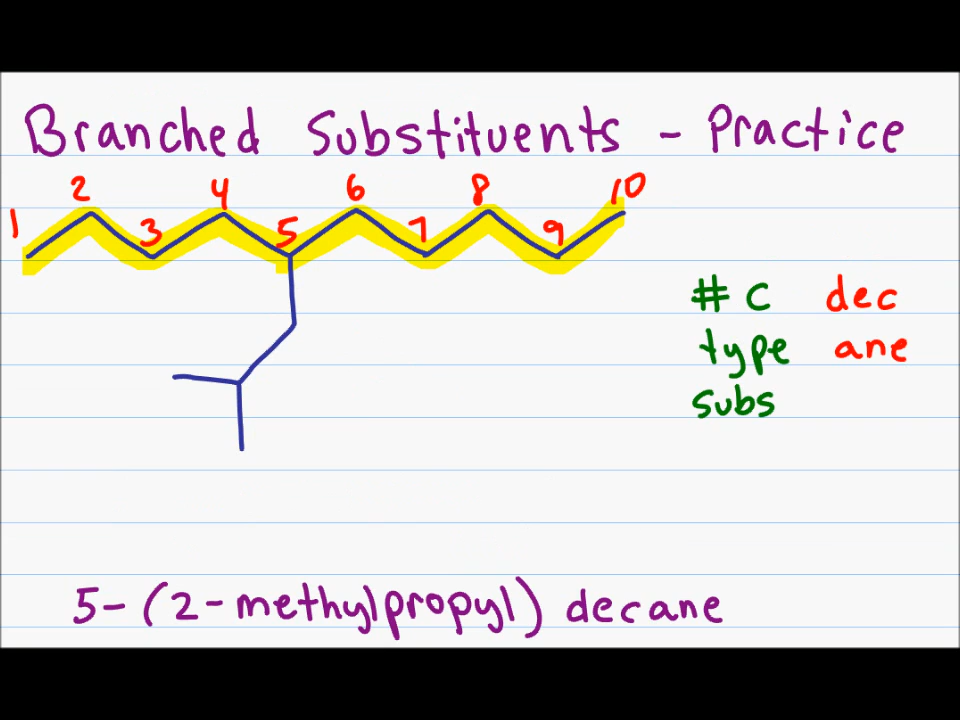 Branched Substituents - Practice
1 2 3 4 5 6 7 8 9 10
# C dec
type ane
subs
5-(2-methylpropyl) decane